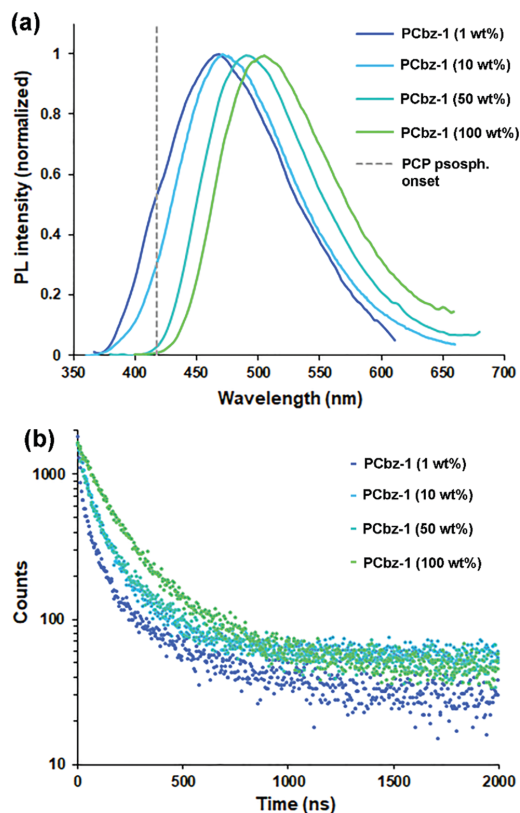 (a)
PL intensity (normalized)
1
0.8
0.6
0.4
0.2
0
350 400 450 500 550 600 650 700
Wavelength (nm)
PCbz-1 (1 wt%)
PCbz-1 (10 wt%)
PCbz-1 (50 wt%)
PCbz-1 (100 wt%)
PCP psosph.
onset
(b)
Counts
1000
100
10
0 500 1000 1500 2000
Time (ns)
PCbz-1 (1 wt%)
PCbz-1 (10 wt%)
PCbz-1 (50 wt%)
PCbz-1 (100 wt%)